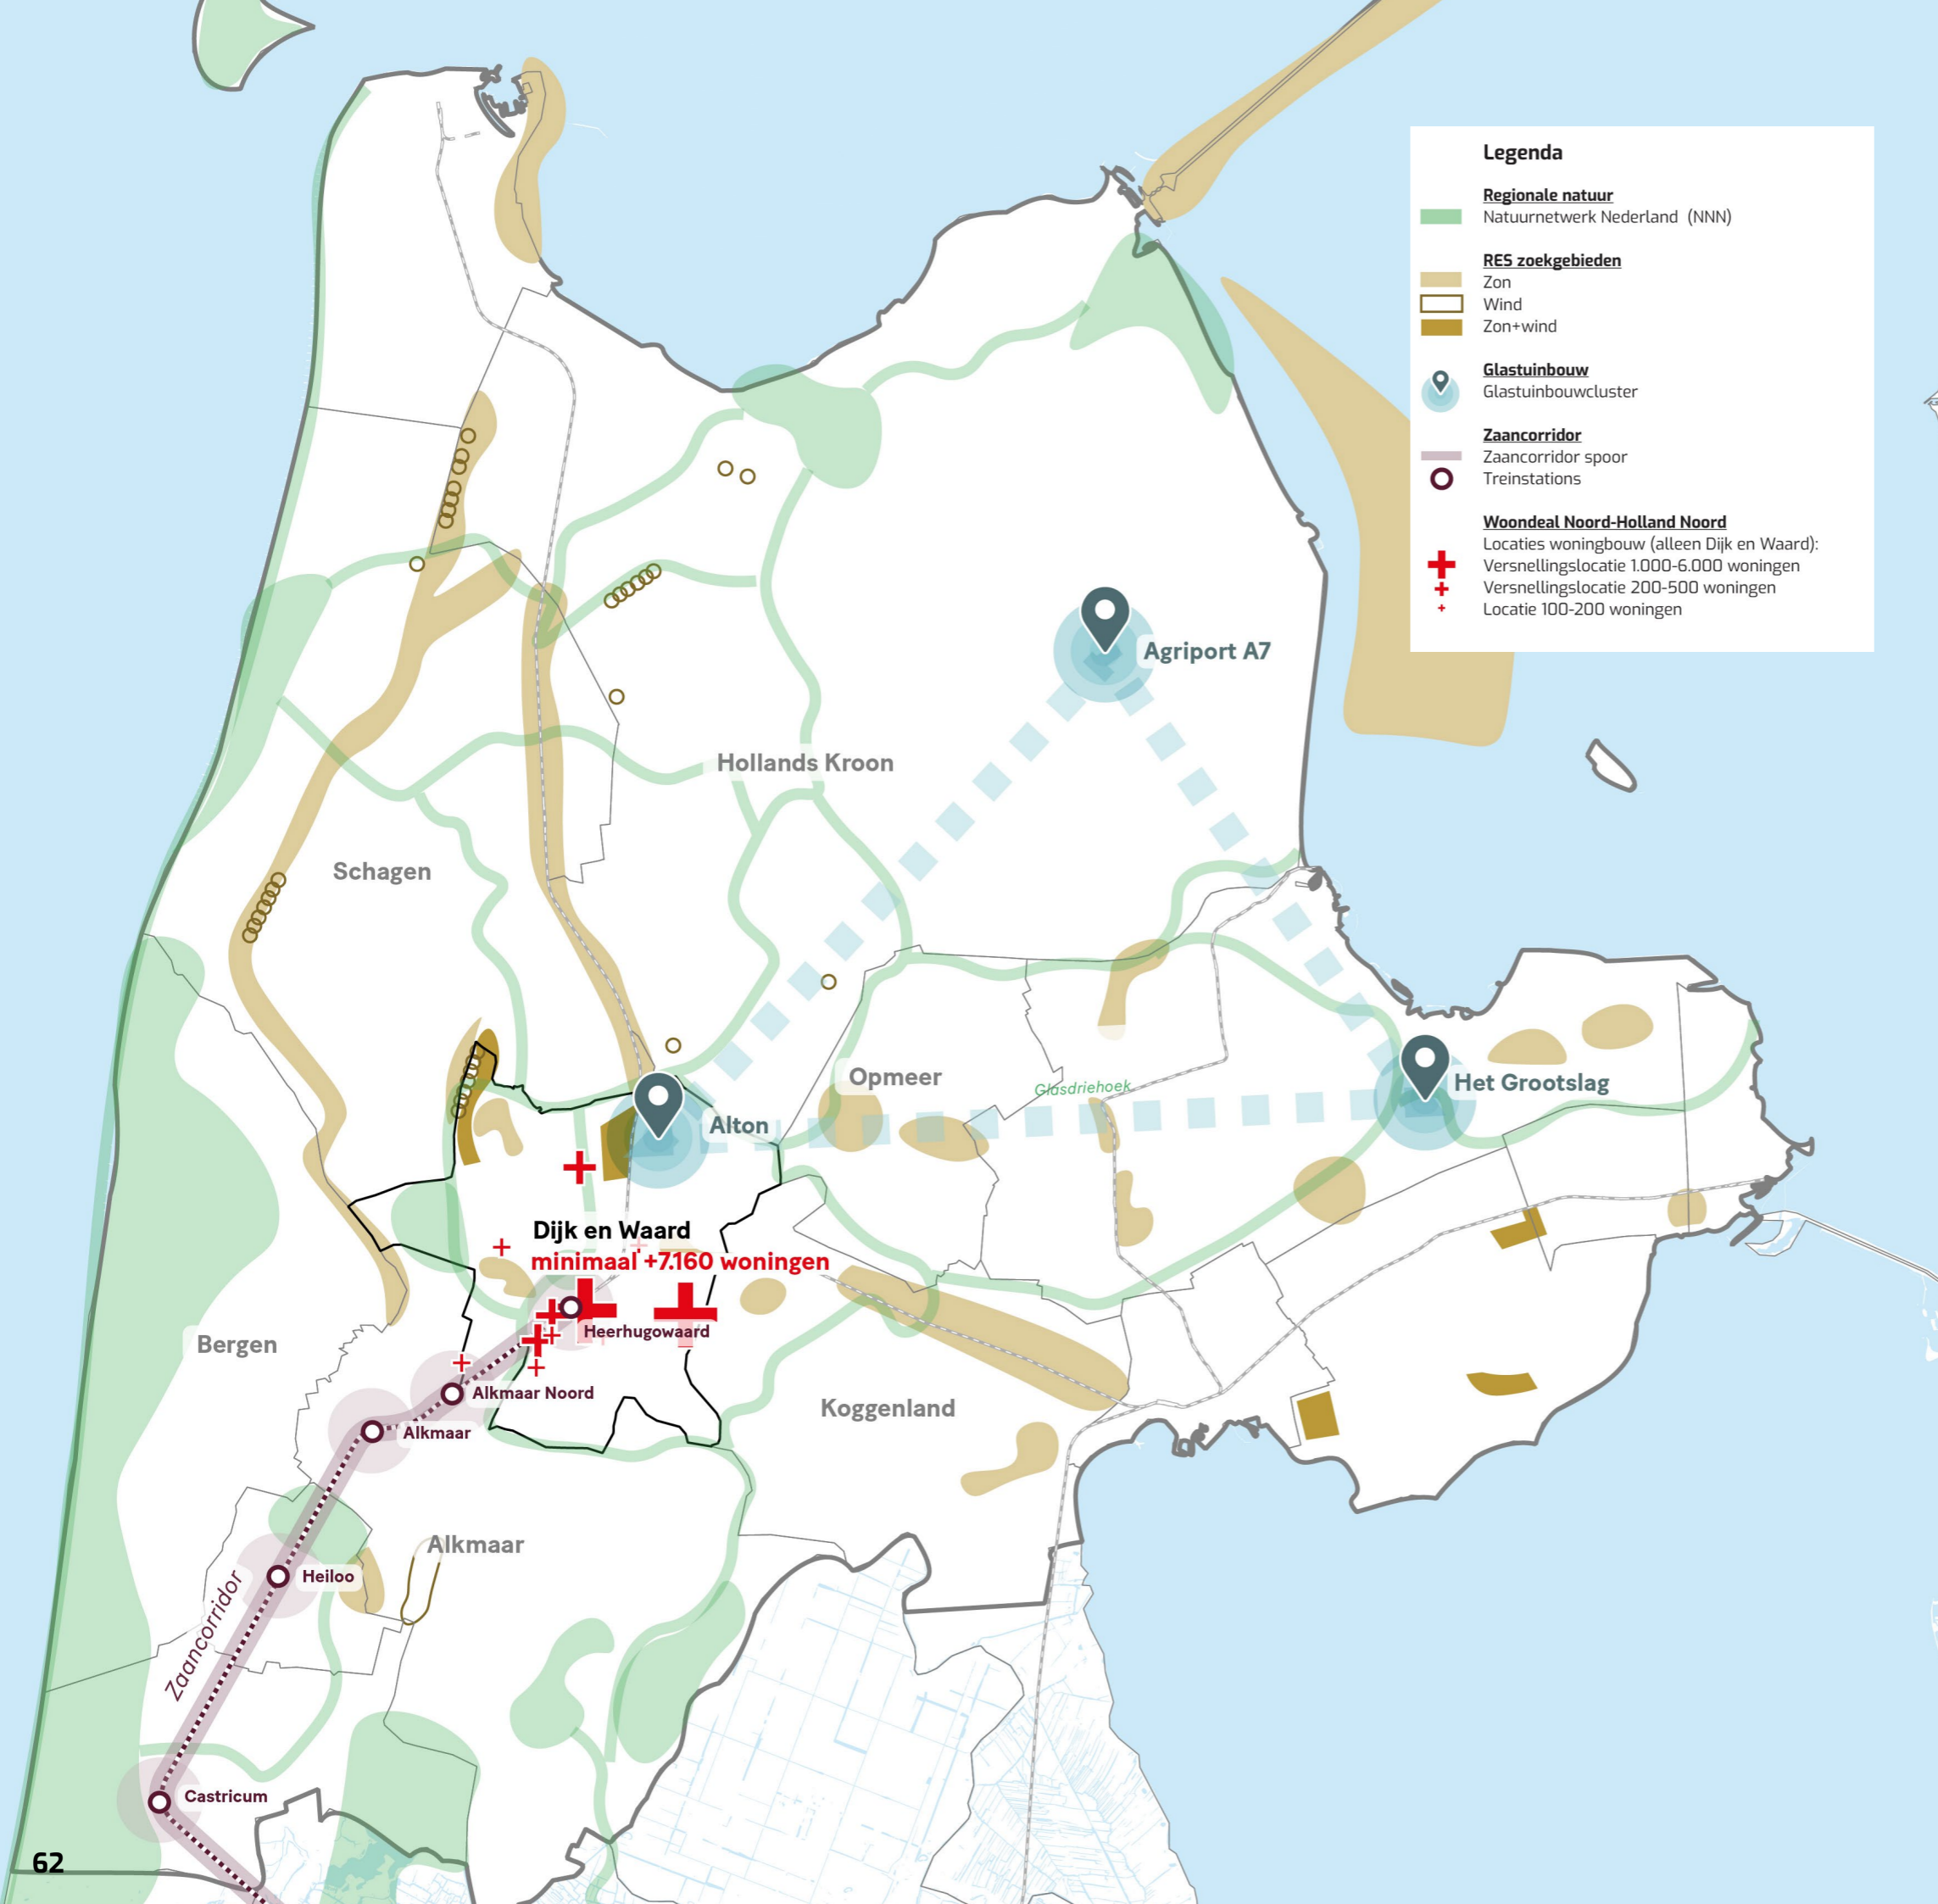 Legenda
Regionale natuur
Natuurnetwerk Nederland (NNN)
RES zoekgebieden
Zon
Wind
Zon+wind
Glastuinbouw
Glastuinbouwcluster
Zaancorridor
Zaancorridor spoor
Treinstations
Woondeal Noord-Holland Noord
Locaties woningbouw (alleen Dijk en Waard):
Versnellingslocatie 1.000-6.000 woningen
Versnellingslocatie 200-500 woningen
Locatie 100-200 woningen
Agriport A7
Hollands Kroon
Schagen
Opmeer
Glasdriehoek
Het Grootslag
Alton
Dijk en Waard
minimaal +7.160 woningen
Heerhugowaard
Bergen
Alkmaar Noord
Koggenland
Alkmaar
Alkmaar
Heiloo
Zaancorridor
Castricum
62